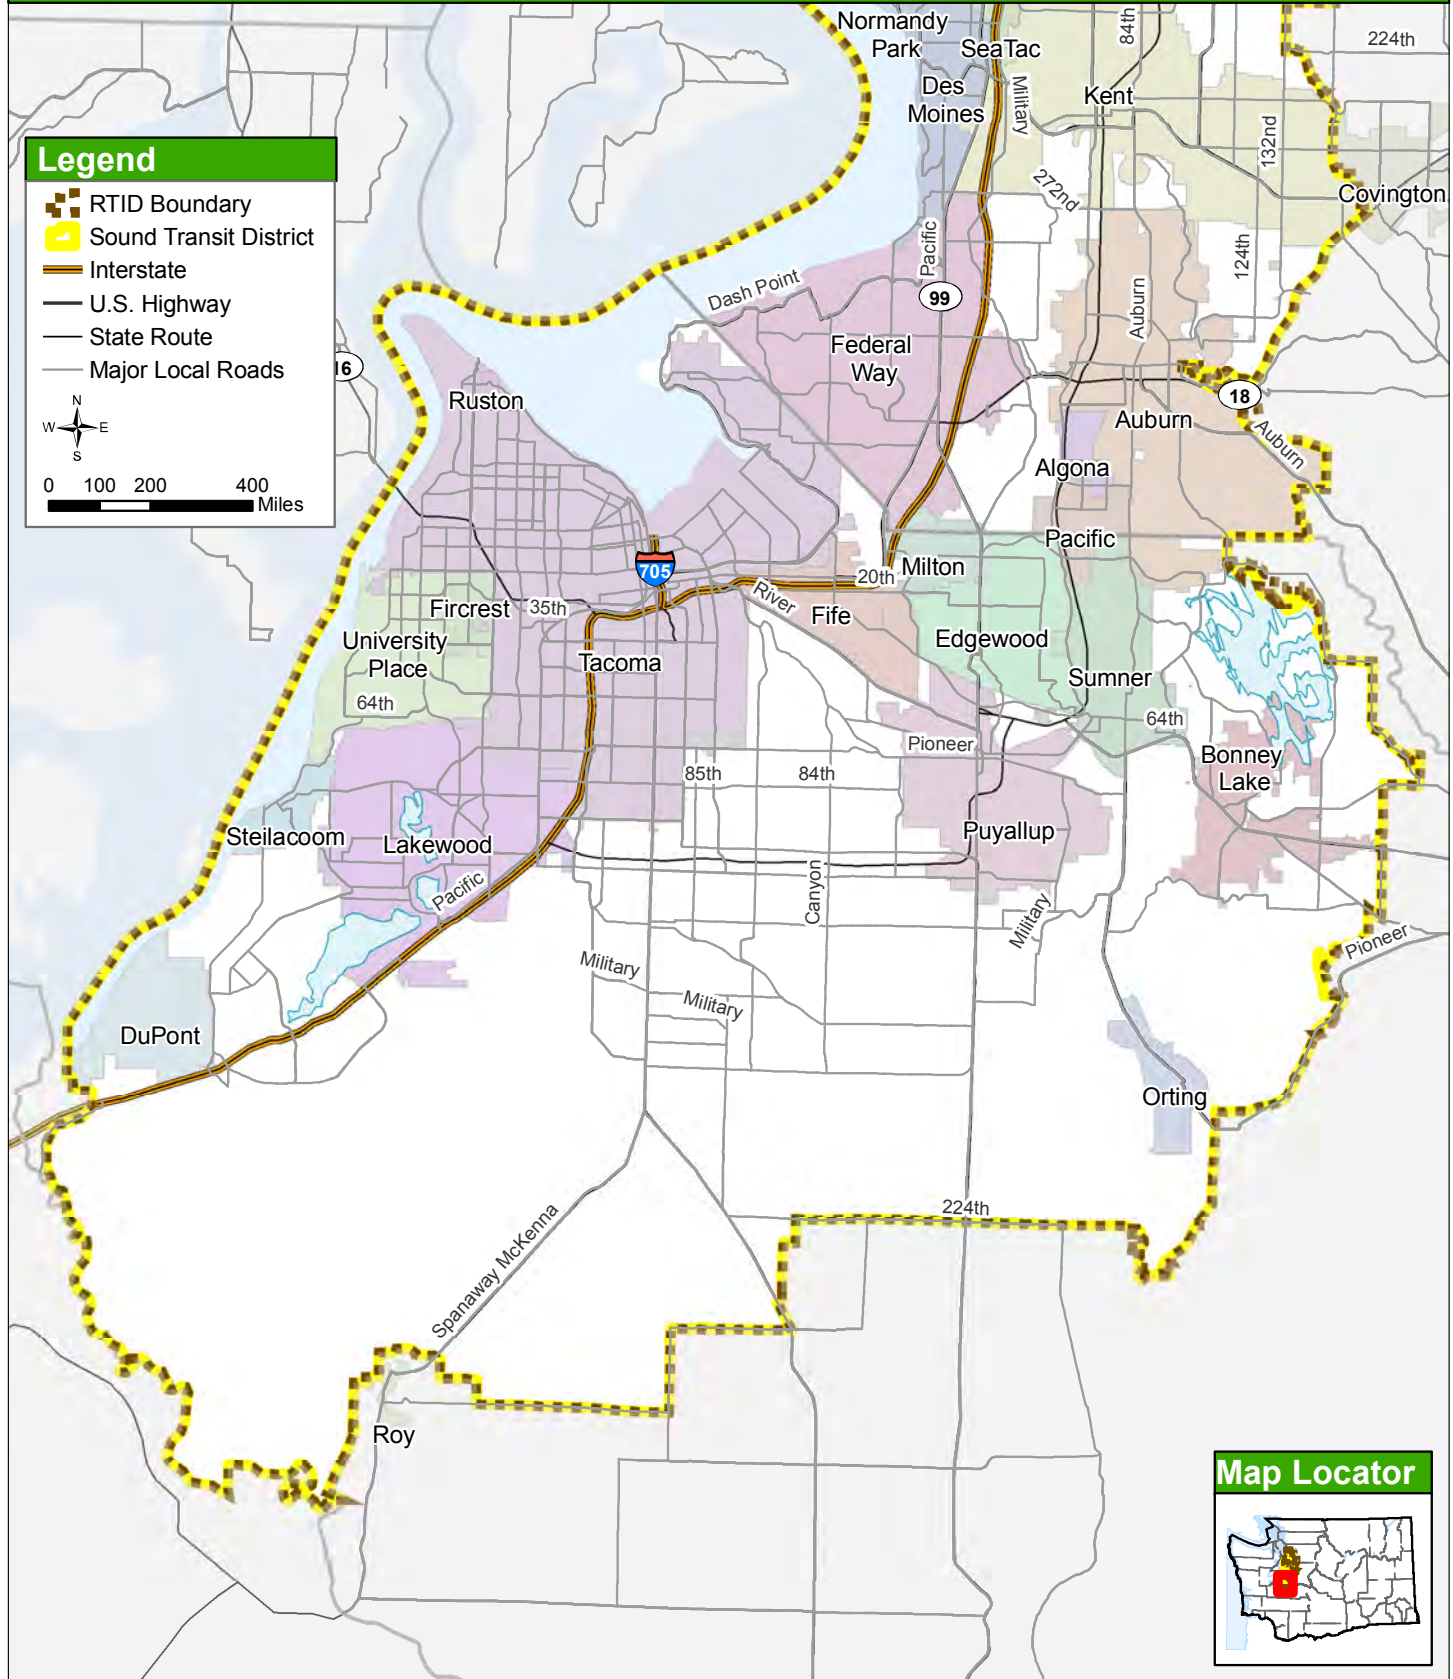 Normandy
Park
SeaTac
84th
224th
Des
Moines
Military
Kent
132nd
Covington
272nd
Legend
RTID Boundary
Sound Transit District
Interstate
U.S. Highway
State Route
Major Local Roads
N
W
E
S
0
100
200
400
Miles
16
Pacific
124th
Dash Point
99
Auburn
Federal
Way
Ruston
18
Auburn
Auburn
Algona
Pacific
705
20th
Milton
River
Fircrest
35th
Fife
University
Place
Edgewood
Tacoma
Sumner
64th
64th
Pioneer
Bonney
Lake
85th
84th
Steilacoom
Lakewood
Puyallup
Pacific
Canyon
Military
Pioneer
Military
Military
DuPont
Orting
224th
Spanaway McKenna
Roy
Map Locator